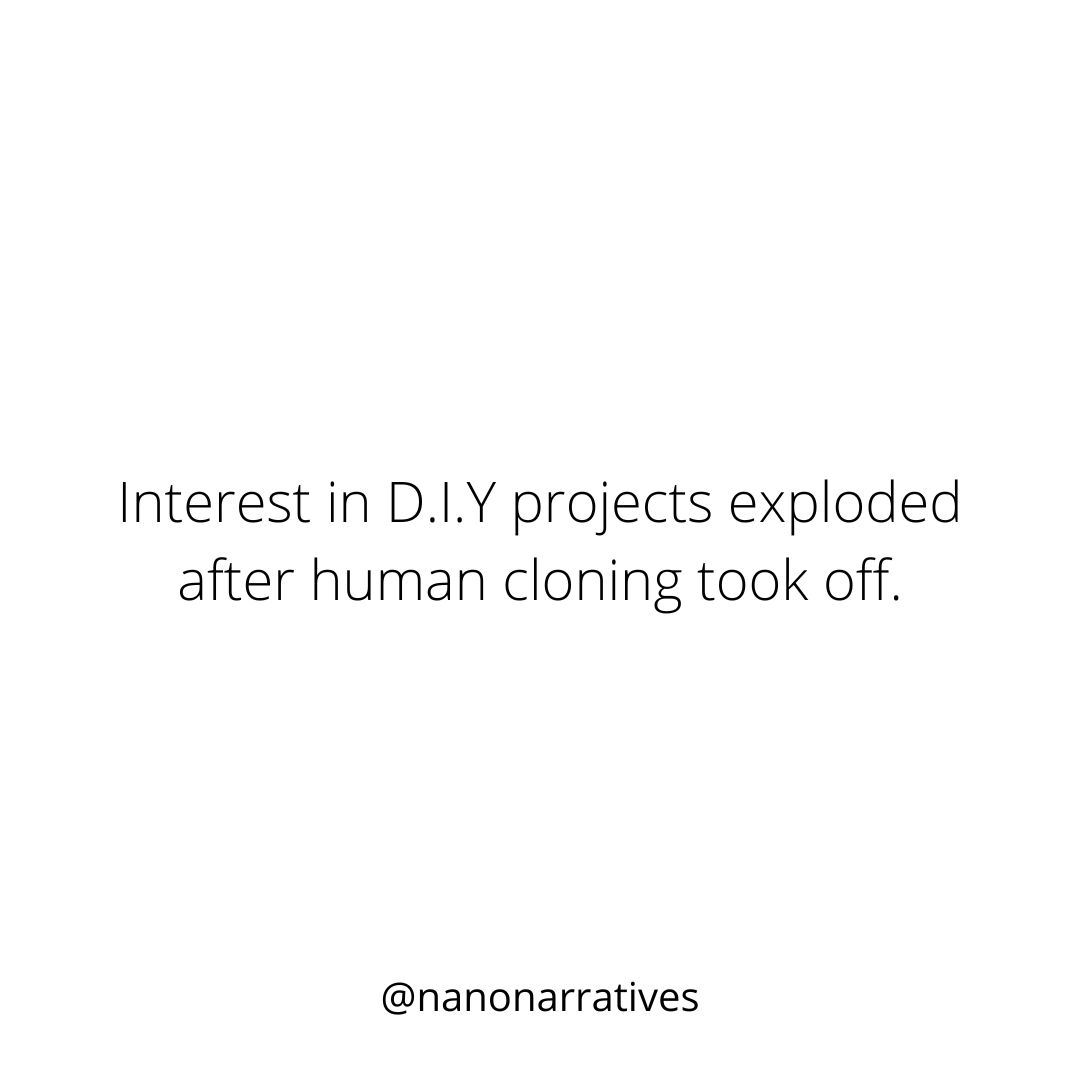 Interest in D.I.Y projects exploded
after human cloning took off.
@nanonarratives